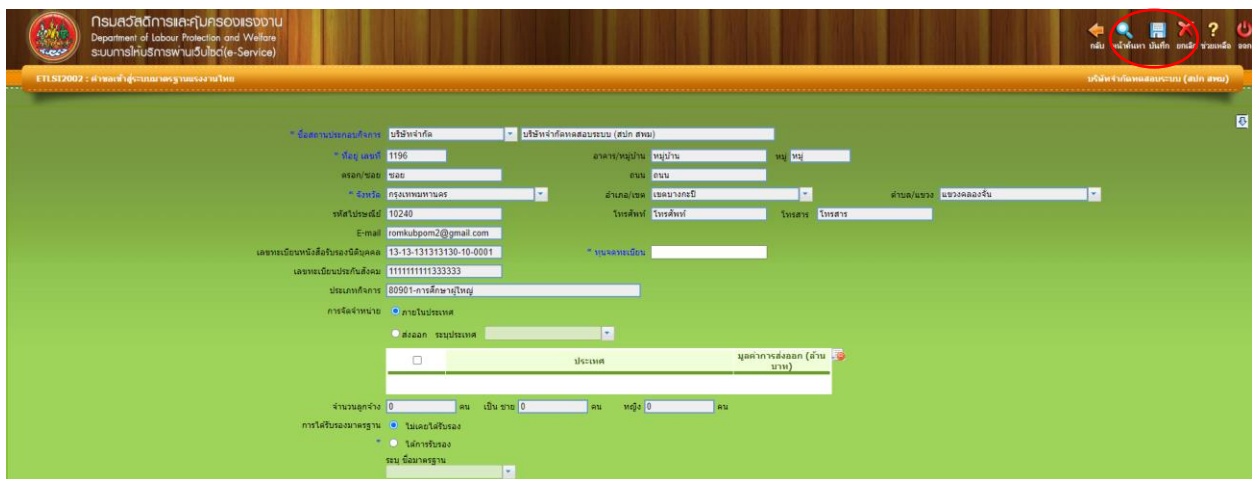 กรมสวัสดิการและคุ้มครองแรงงาน
Department of Labour Protection and Welfare
ระบบการให้บริการผ่านเว็บไซต์(e-Service)
กลับ หน้าค้นหา บันทึก ยกเลิก ช่วยเหลือ ออก
ETLSI2002 : คำขอเข้าสู่ระบบมาตรฐานแรงงานไทย บริษัทจำกัดทดสอบระบบ (สปก สพม)
* ชื่อสถานประกอบกิจการ บริษัทจำกัด บริษัทจำกัดทดสอบระบบ (สปก สพม)
* ที่อยู่ เลขที่ 1196 อาคาร/หมู่บ้าน หมู่บ้าน หมู่ หมู่
ตรอก/ซอย ซอย ถนน ถนน
* จังหวัด กรุงเทพมหานคร อำเภอ/เขต เขตบางกะปิ ตำบล/แขวง แขวงคลองจั่น
รหัสไปรษณีย์ 10240 โทรศัพท์ โทรศัพท์ โทรสาร โทรสาร
E-mail romkubpom2@gmail.com
เลขทะเบียนหนังสือรับรองนิติบุคคล 13-13-131313130-10-0001 * ทุนจดทะเบียน
เลขทะเบียนประกันสังคม 1111111111333333
ประเภทกิจการ 80901-การศึกษาผู้ใหญ่
การจัดจำหน่าย ภายในประเทศ
ส่งออก ระบุประเทศ
ประเทศ มูลค่าการส่งออก (ล้าน
บาท)
จำนวนลูกจ้าง 0 คน เป็น ชาย 0 คน หญิง 0 คน
การได้รับรองมาตรฐาน ไม่เคยได้รับรอง
* ได้การรับรอง
ระบุ ชื่อมาตรฐาน